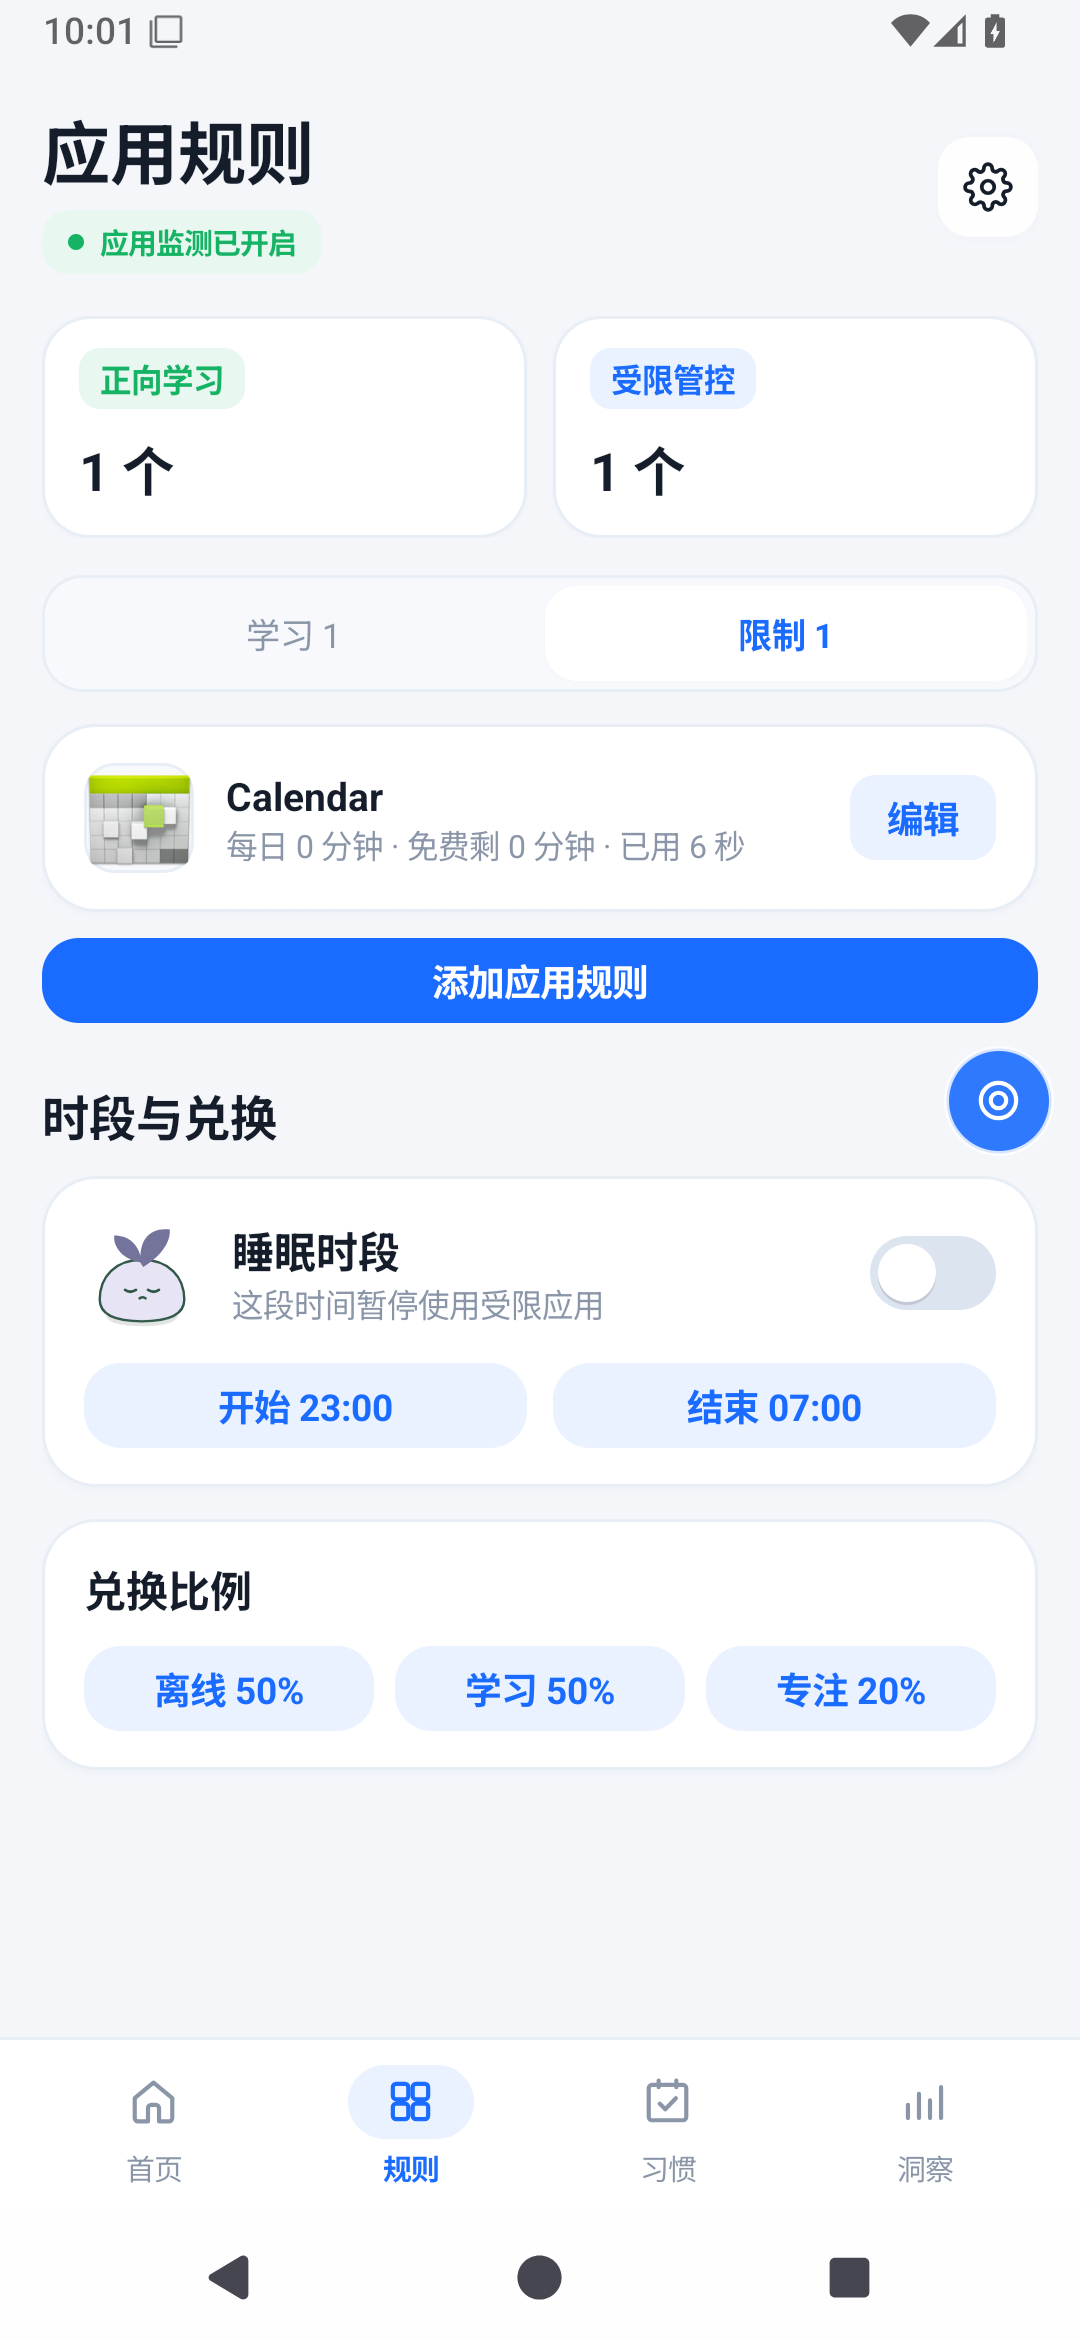 10:01
应用规则
应用监测已开启
正向学习
1 个
受限管控
1 个
学习 1
限制 1
Calendar
每日 0 分钟 · 免费剩 0 分钟 · 已用 6 秒
编辑
添加应用规则
时段与兑换
睡眠时段
这段时间暂停使用受限应用
开始 23:00
结束 07:00
兑换比例
离线 50%
学习 50%
专注 20%
首页
规则
习惯
洞察